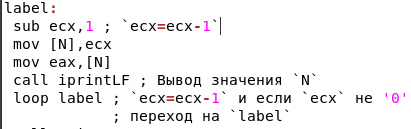 label:
sub ecx,1 ; `ecx=ecx-1`
mov [N],ecx
mov eax,[N]
call iprintLF ; Вывод значения `N`
loop label ; `ecx=ecx-1` и если `ecx` не '0'
; переход на `label`